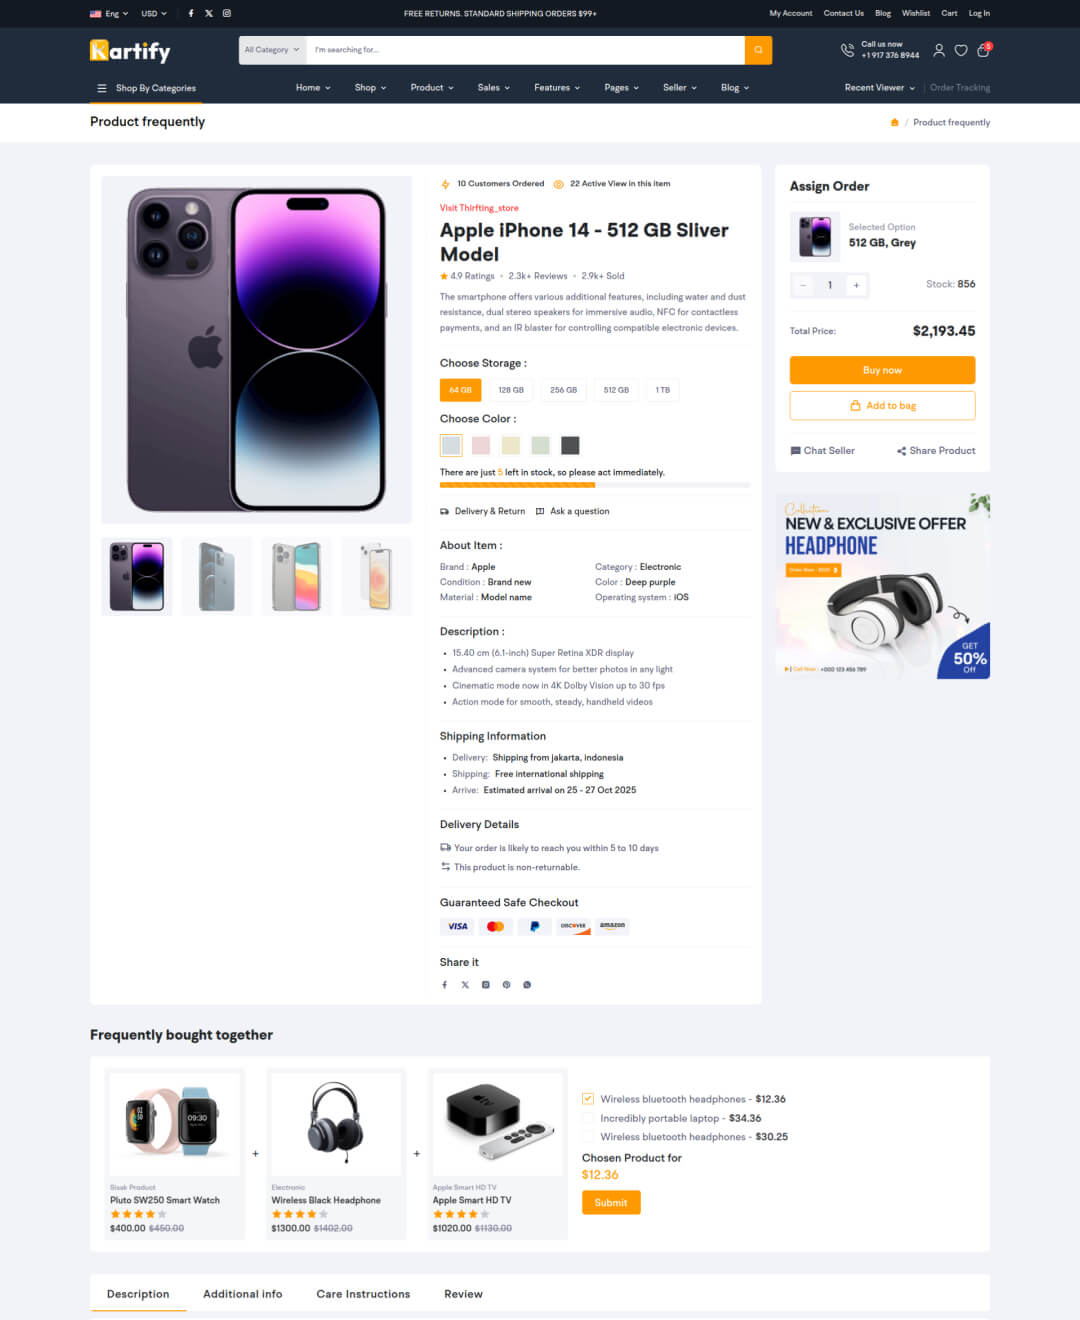 Eng USD FREE RETURNS. STANDARD SHIPPING ORDERS $99+ My Account Contact Us Blog Wishlist Cart Log In
Kartify All Category I'm searching for... Call us now
+1 917 376 8944 5
Shop By Categories Home Shop Product Sales Features Pages Seller Blog Recent Viewer Order Tracking
Product frequently / Product frequently
10 Customers Ordered 22 Active View in this item
Visit Thirfting_store
Apple iPhone 14 - 512 GB Sliver
Model
4.9 Ratings • 2.3k+ Reviews • 2.9k+ Sold
The smartphone offers various additional features, including water and dust
resistance, dual stereo speakers for immersive audio, NFC for contactless
payments, and an IR blaster for controlling compatible electronic devices.
Choose Storage :
64 GB 128 GB 256 GB 512 GB 1 TB
Choose Color :
There are just 5 left in stock, so please act immediately.
Delivery & Return Ask a question
About Item :
Brand : Apple Category : Electronic
Condition : Brand new Color : Deep purple
Material : Model name Operating system : iOS
Description :
• 15.40 cm (6.1-inch) Super Retina XDR display
• Advanced camera system for better photos in any light
• Cinematic mode now in 4K Dolby Vision up to 30 fps
• Action mode for smooth, steady, handheld videos
Shipping Information
• Delivery: Shipping from jakarta, indonesia
• Shipping: Free international shipping
• Arrive: Estimated arrival on 25 - 27 Oct 2025
Delivery Details
Your order is likely to reach you within 5 to 10 days
This product is non-returnable.
Guaranteed Safe Checkout
VISA DISCOVER amazon
Share it
Assign Order
Selected Option
512 GB, Grey
− 1 + Stock: 856
Total Price: $2,193.45
Buy now
Add to bag
Chat Seller Share Product
Collection
NEW & EXCLUSIVE OFFER
HEADPHONE
GET
50%
Off
Call Now : +000 123 456 789
Frequently bought together
09:30
tv
+ +
Sisak Product
Pluto SW250 Smart Watch
$400.00 $450.00
Electronic
Wireless Black Headphone
$1300.00 $1402.00
Apple Smart HD TV
Apple Smart HD TV
$1020.00 $1130.00
Wireless bluetooth headphones - $12.36
Incredibly portable laptop - $34.36
Wireless bluetooth headphones - $30.25
Chosen Product for
$12.36
Submit
Description Additional info Care Instructions Review